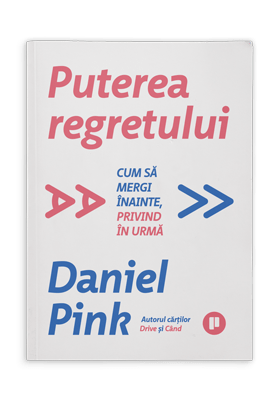 Puterea
regretului
CUM SĂ
MERGI
ÎNAINTE,
PRIVIND
ÎN URMĂ
Daniel
Pink
Autorul cărților
Drive și Când